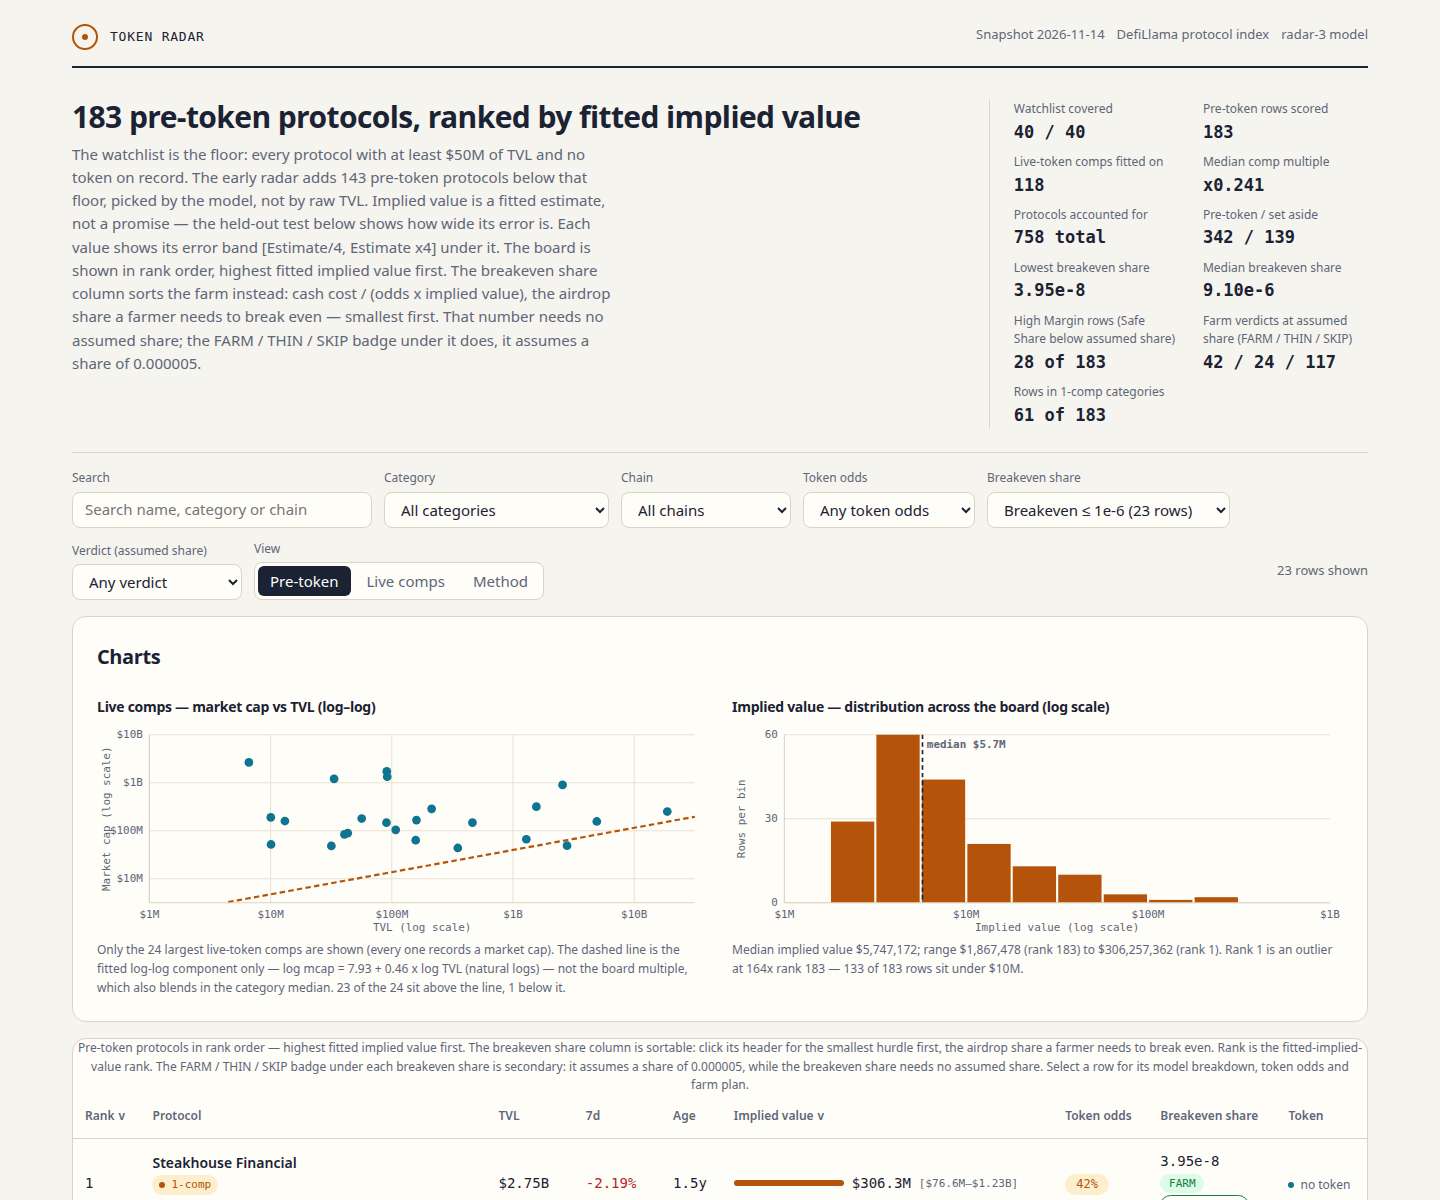 TOKEN RADAR
Snapshot 2026-11-14 DefiLlama protocol index radar-3 model
183 pre-token protocols, ranked by fitted implied value
The watchlist is the floor: every protocol with at least $50M of TVL and no
token on record. The early radar adds 143 pre-token protocols below that
floor, picked by the model, not by raw TVL. Implied value is a fitted estimate,
not a promise — the held-out test below shows how wide its error is. Each
value shows its error band [Estimate/4, Estimate x4] under it. The board is
shown in rank order, highest fitted implied value first. The breakeven share
column sorts the farm instead: cash cost / (odds x implied value), the airdrop
share a farmer needs to break even — smallest first. That number needs no
assumed share; the FARM / THIN / SKIP badge under it does, it assumes a
share of 0.000005.
Watchlist covered
40 / 40
Pre-token rows scored
183
Live-token comps fitted on
118
Median comp multiple
x0.241
Protocols accounted for
758 total
Pre-token / set aside
342 / 139
Lowest breakeven share
3.95e-8
Median breakeven share
9.10e-6
High Margin rows (Safe
Share below assumed share)
28 of 183
Farm verdicts at assumed
share (FARM / THIN / SKIP)
42 / 24 / 117
Rows in 1-comp categories
61 of 183
Search
Search name, category or chain
Category
All categories
Chain
All chains
Token odds
Any token odds
Breakeven share
Breakeven ≤ 1e-6 (23 rows)
Verdict (assumed share)
Any verdict
View
Pre-token Live comps Method
23 rows shown
Charts
Live comps — market cap vs TVL (log–log)
Market cap (log scale)
$10B
$1B
$100M
$10M
$1M $10M $100M $1B $10B
TVL (log scale)
Only the 24 largest live-token comps are shown (every one records a market cap). The dashed line is the
fitted log-log component only — log mcap = 7.93 + 0.46 x log TVL (natural logs) — not the board multiple,
which also blends in the category median. 23 of the 24 sit above the line, 1 below it.
Implied value — distribution across the board (log scale)
Rows per bin
60
30
0
median $5.7M
$1M $10M $100M $1B
Implied value (log scale)
Median implied value $5,747,172; range $1,867,478 (rank 183) to $306,257,362 (rank 1). Rank 1 is an outlier
at 164x rank 183 — 133 of 183 rows sit under $10M.
Pre-token protocols in rank order — highest fitted implied value first. The breakeven share column is sortable: click its header for the smallest hurdle first, the airdrop share a farmer needs to break even. Rank is the fitted-implied-
value rank. The FARM / THIN / SKIP badge under each breakeven share is secondary: it assumes a share of 0.000005, while the breakeven share needs no assumed share. Select a row for its model breakdown, token odds and
farm plan.
Rank v Protocol TVL 7d Age Implied value v Token odds Breakeven share Token
1 Steakhouse Financial $2.75B -2.19% 1.5y $306.3M [$76.6M–$1.23B] 42% 3.95e-8 no token
1-comp FARM